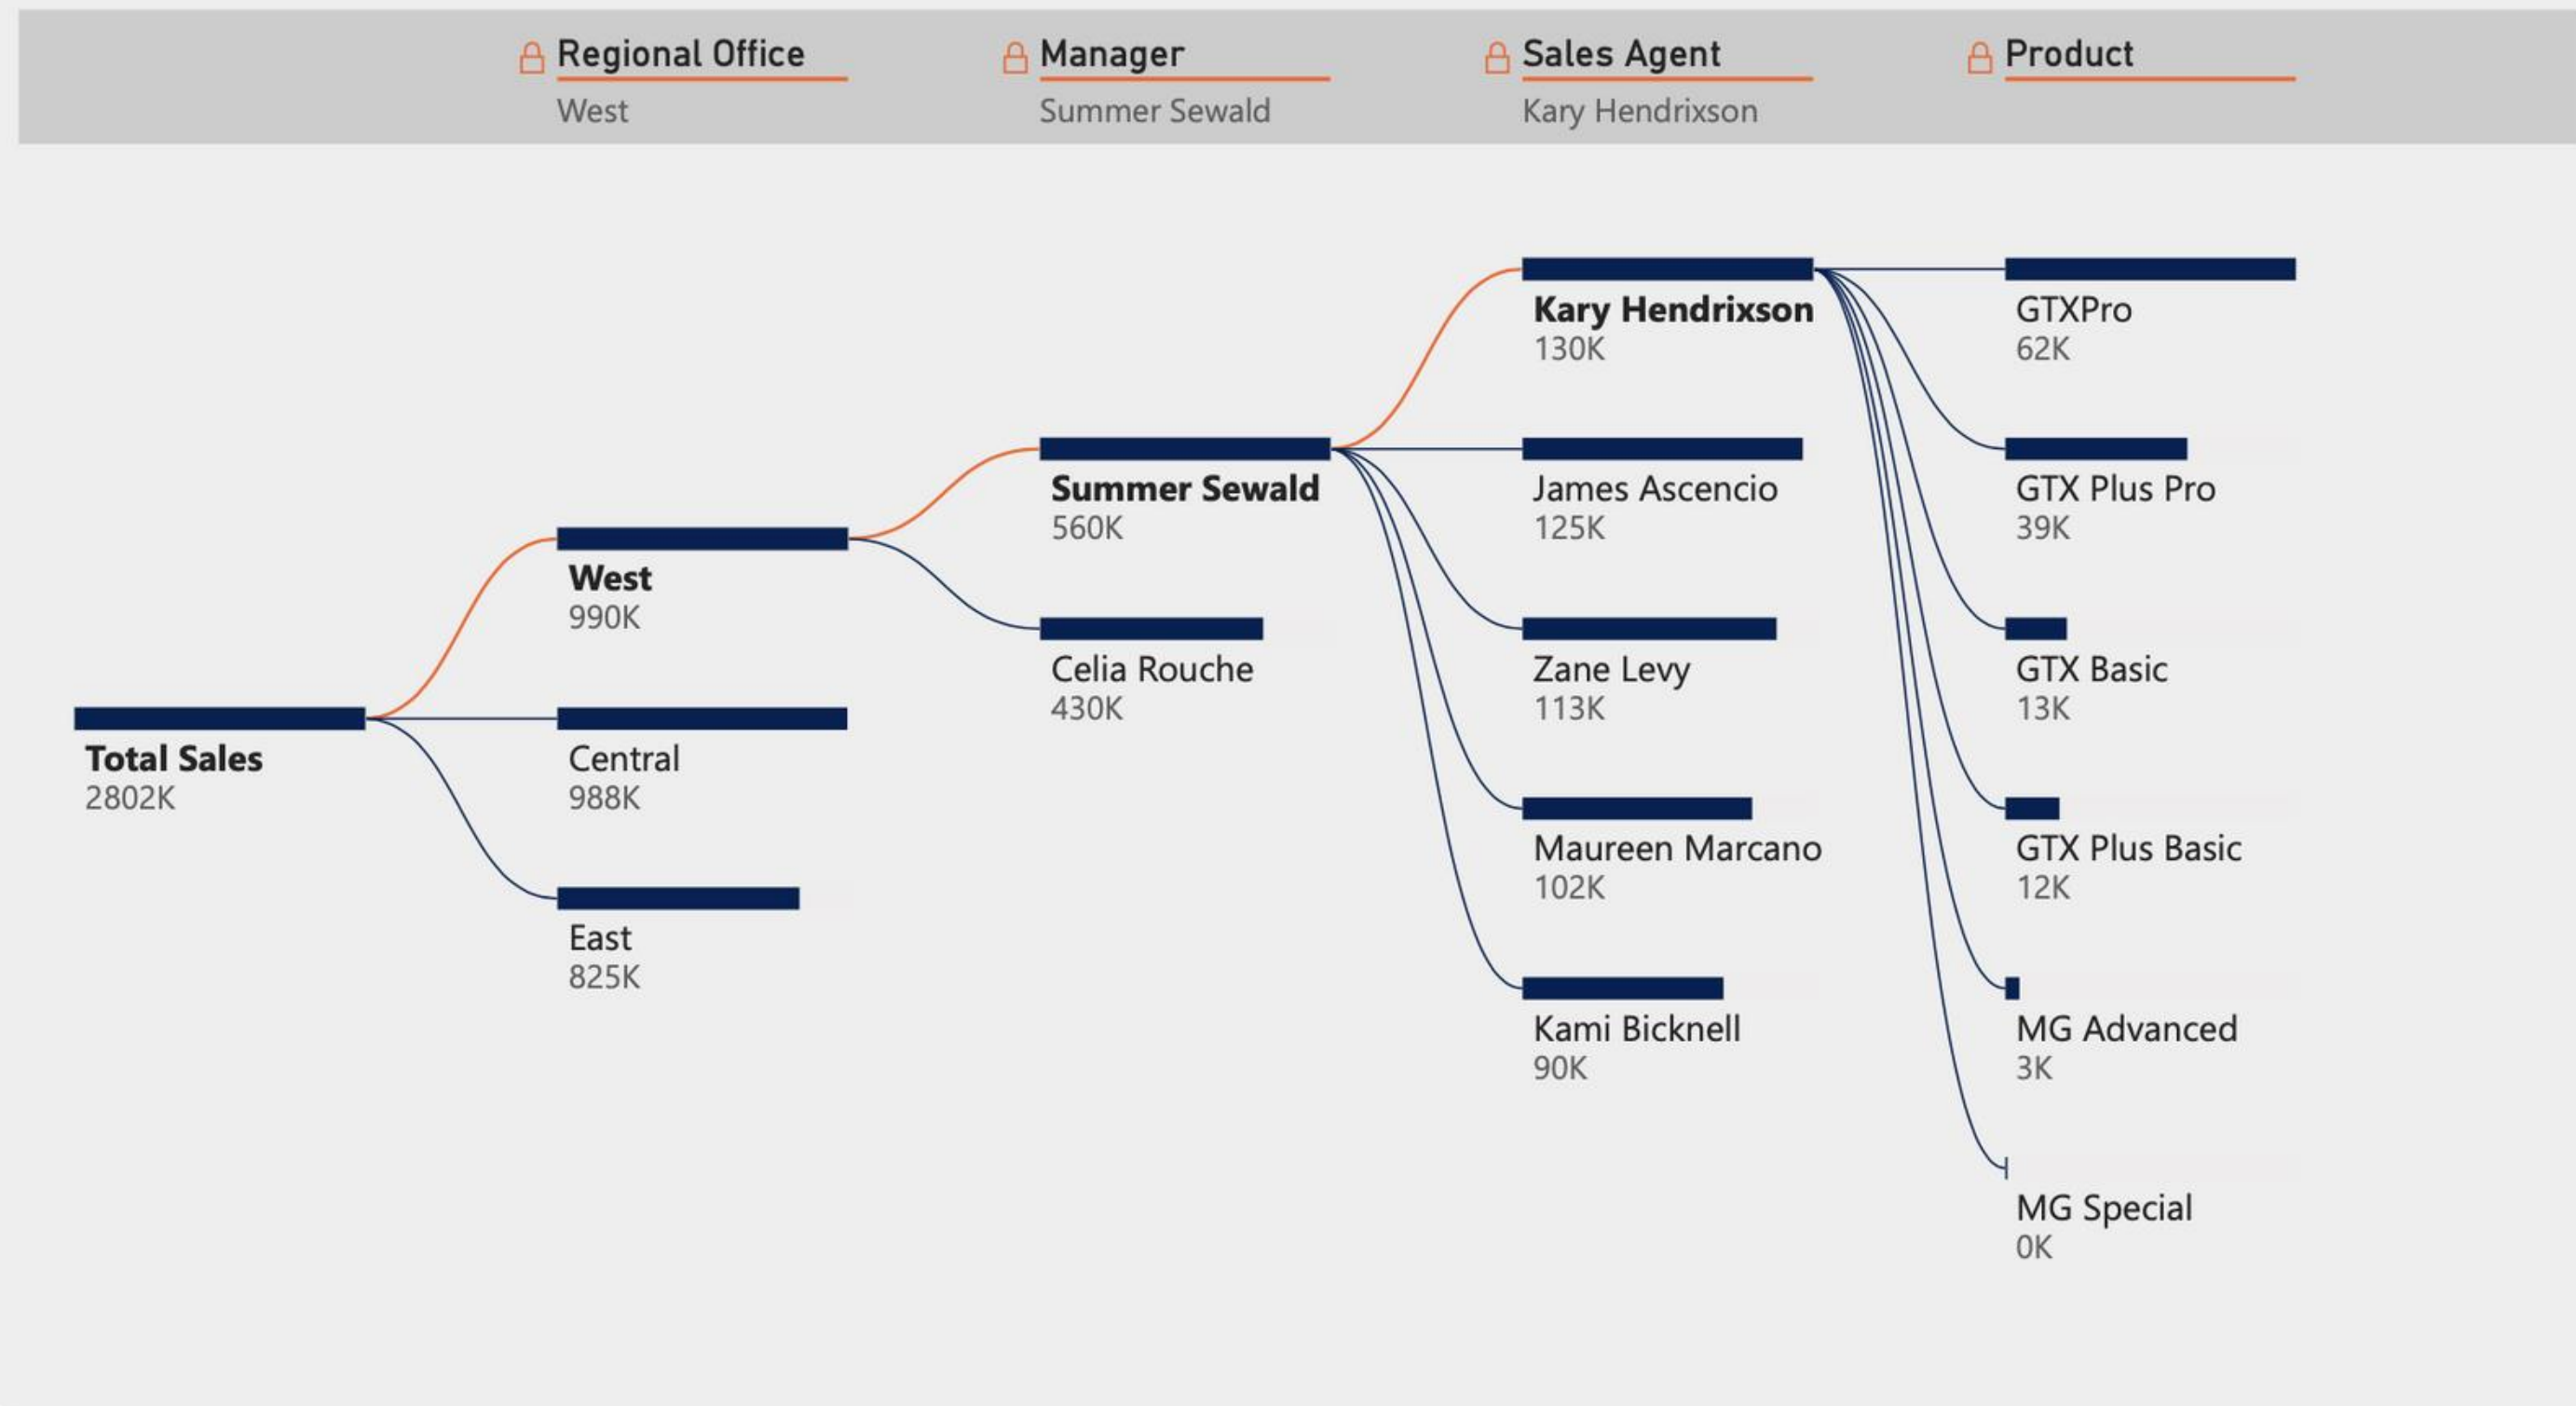 Regional Office
West
Manager
Summer Sewald
Sales Agent
Kary Hendrixson
Product
Total Sales
2802K
West
990K
Central
988K
East
825K
Summer Sewald
560K
Celia Rouche
430K
Kary Hendrixson
130K
James Ascencio
125K
Zane Levy
113K
Maureen Marcano
102K
Kami Bicknell
90K
GTXPro
62K
GTX Plus Pro
39K
GTX Basic
13K
GTX Plus Basic
12K
MG Advanced
3K
MG Special
0K